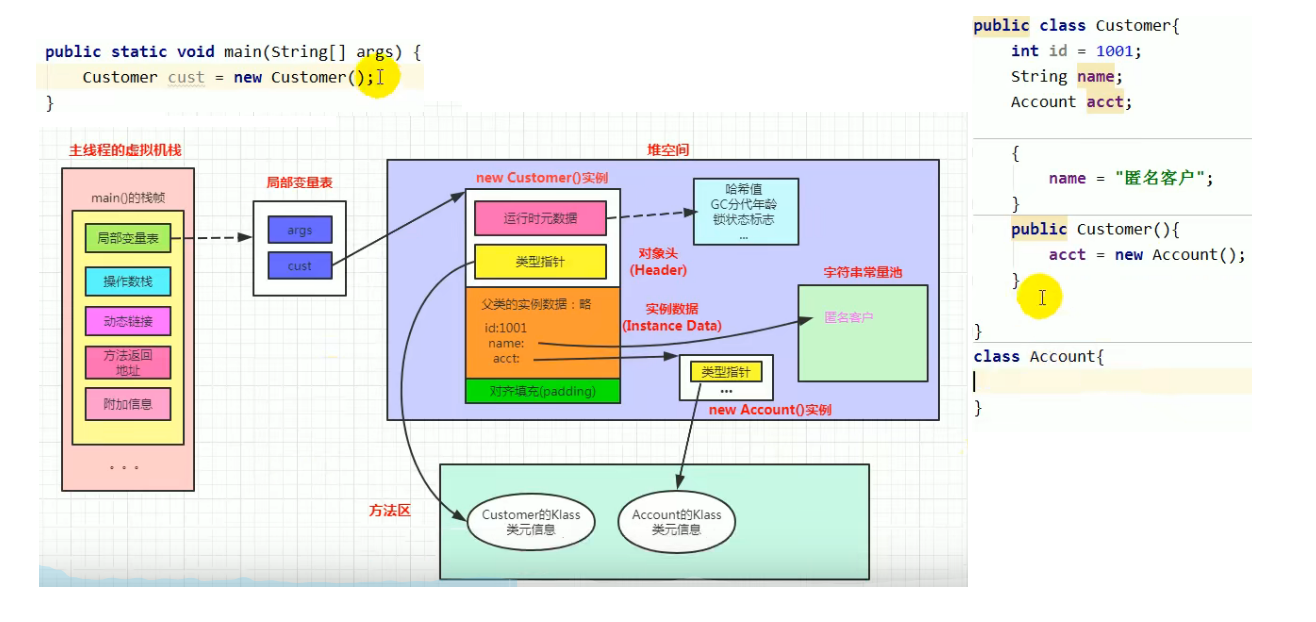 public static void main(String[] args) {
Customer cust = new Customer();
}
主线程的虚拟机栈
main()的栈帧
局部变量表
操作数栈
动态链接
方法返回
地址
附加信息
。。。
局部变量表
args
cust
堆空间
new Customer()实例
运行时元数据
类型指针
哈希值
GC分代年龄
锁状态标志
...
对象头
(Header)
父类的实例数据：略
id:1001
name:
acct:
实例数据
(Instance Data)
对齐填充(padding)
字符串常量池
匿名客户
类型指针
...
new Account()实例
方法区
Customer的Klass
类元信息
Account的Klass
类元信息
public class Customer{
int id = 1001;
String name;
Account acct;
{
name = "匿名客户";
}
public Customer(){
acct = new Account();
}
}
class Account{
}